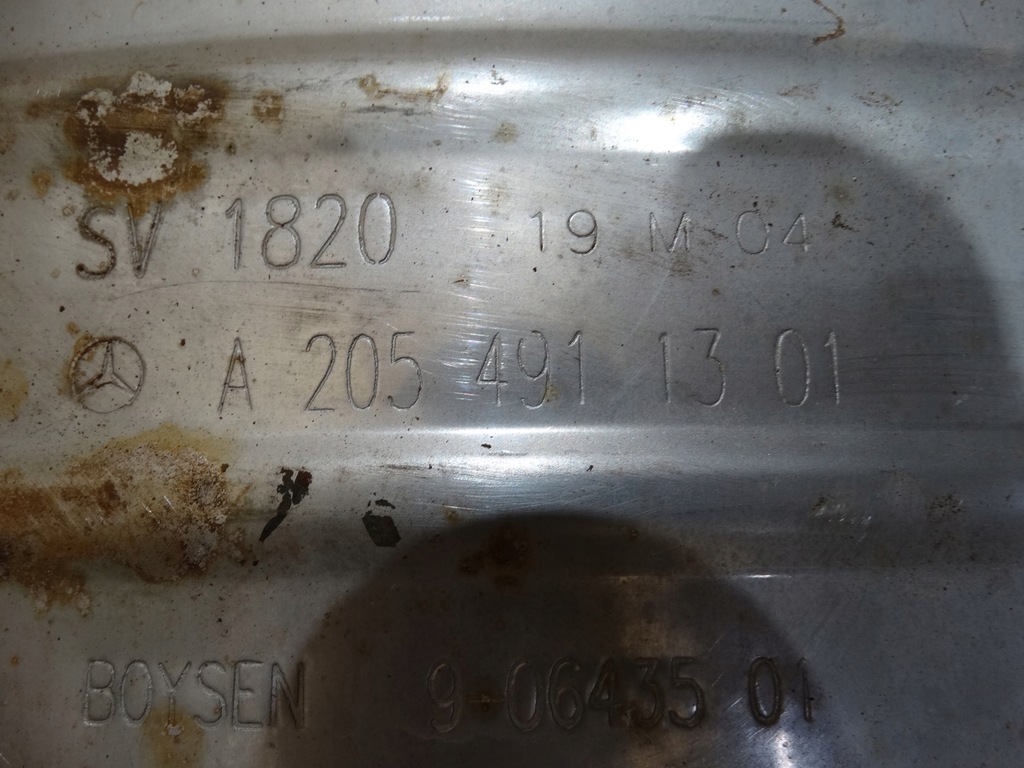 SV 1820 19 M 04
A 205 491 13 01
BOYSEN 9 06435 01